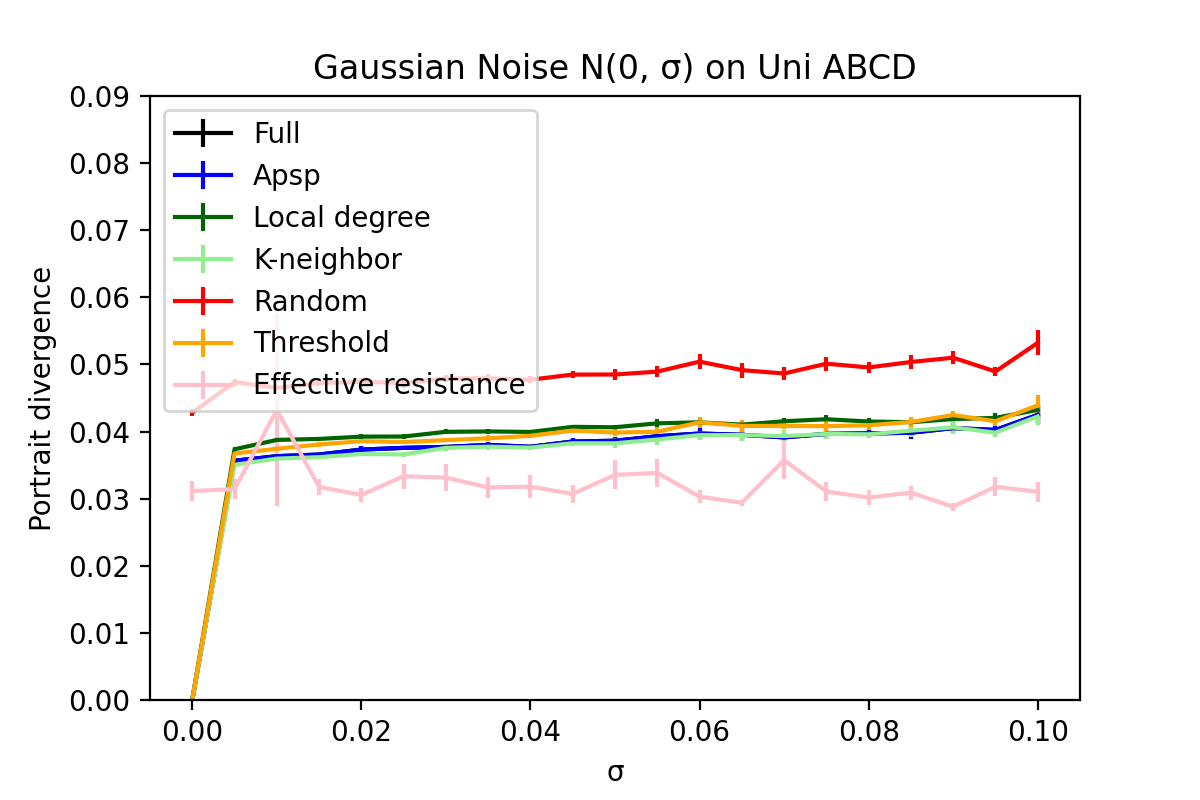 Gaussian Noise N(0, σ) on Uni ABCD
Portrait divergence
0.09
0.08
0.07
0.06
0.05
0.04
0.03
0.02
0.01
0.00
Full
Apsp
Local degree
K-neighbor
Random
Threshold
Effective resistance
0.00 0.02 0.04 0.06 0.08 0.10
σ